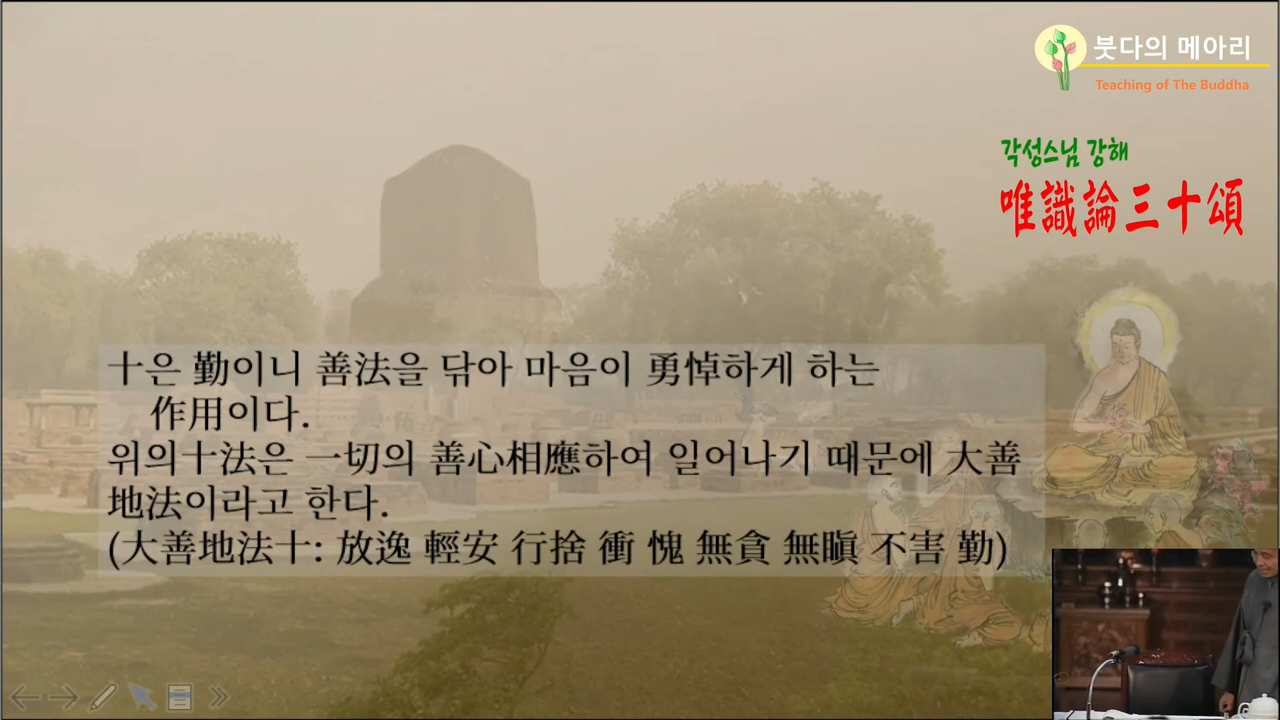 붓다의 메아리
Teaching of The Buddha
각성스님 강해
唯識論三十頌
十은 勤이니 善法을 닦아 마음이 勇悼하게 하는
作用이다.
위의十法은 一切의 善心相應하여 일어나기 때문에 大善
地法이라고 한다.
(大善地法十: 放逸 輕安 行捨 衝 愧 無貪 無瞋 不害 勤)